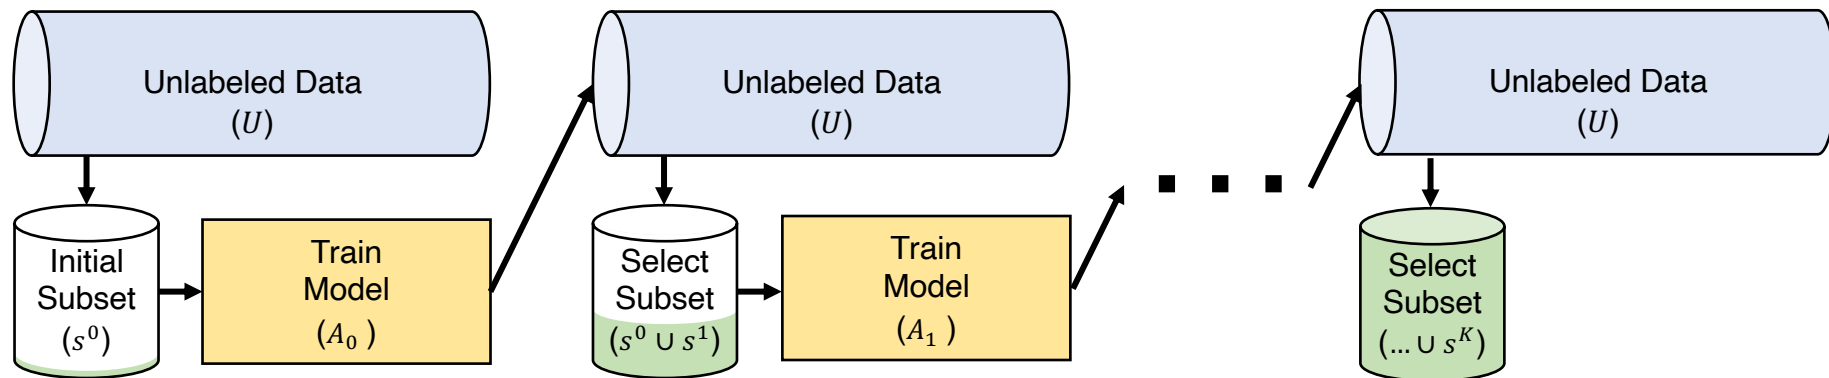 Unlabeled Data
(U)
Unlabeled Data
(U)
Unlabeled Data
(U)
Initial
Subset
(s⁰)
Train
Model
(A₀ )
Select
Subset
(s⁰ ∪ s¹)
Train
Model
(A₁ )
Select
Subset
(... ∪ sᴷ)